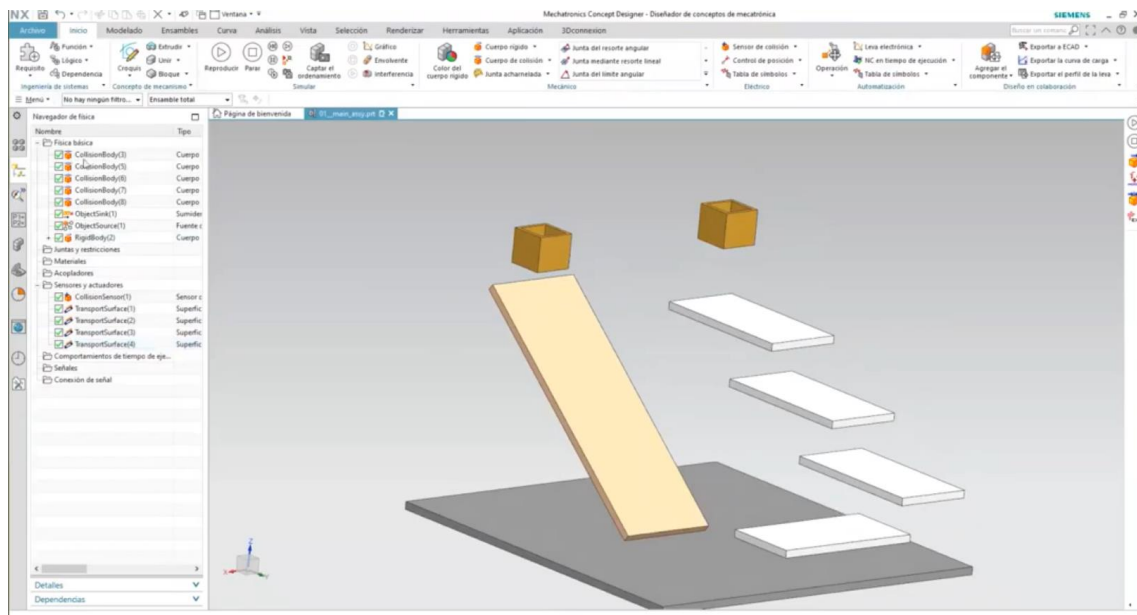 NX
Ventana
Mechatronics Concept Designer - Diseñador de conceptos de mecatrónica
SIEMENS
Archivo Inicio Modelado Ensambles Curva Análisis Vista Selección Renderizar Herramientas Aplicación 3Dconnexion
Requisito
Función
Lógica
Dependencia
Ingeniería de sistemas
Croquis
Extrudir
Unir
Bloque
Concepto de mecanismo
Reproducir Parar
Captar el ordenamiento
Gráfico
Envolvente
Interferencia
Simular
Color del cuerpo rígido
Cuerpo rígido
Cuerpo de colisión
Junta acharnelada
Junta del resorte angular
Junta mediante resorte lineal
Junta del límite angular
Mecánico
Sensor de colisión
Control de posición
Tabla de símbolos
Eléctrico
Operación
Leva electrónica
NC en tiempo de ejecución
Tabla de símbolos
Automatización
Agregar el componente
Exportar a ECAD
Exportar la curva de carga
Exportar el perfil de la leva
Diseño en colaboración
Menú No hay ningún filtro... Ensamble total
Navegador de física
Página de bienvenida
Nombre Tipo
Física básica
CollisionBody(3) Cuerpo
CollisionBody(5) Cuerpo
CollisionBody(6) Cuerpo
CollisionBody(7) Cuerpo
CollisionBody(8) Cuerpo
ObjectSink(1) Sumider
ObjectSource(1) Fuente
RigidBody(2) Cuerpo
Juntas y restricciones
Materiales
Acopladores
Sensores y actuadores
CollisionSensor(1) Sensor
TransportSurface(1) Superfic
TransportSurface(2) Superfic
TransportSurface(3) Superfic
TransportSurface(4) Superfic
Comportamientos de tiempo de eje...
Señales
Conexión de señal
Detalles
Dependencias
Z
X
Y